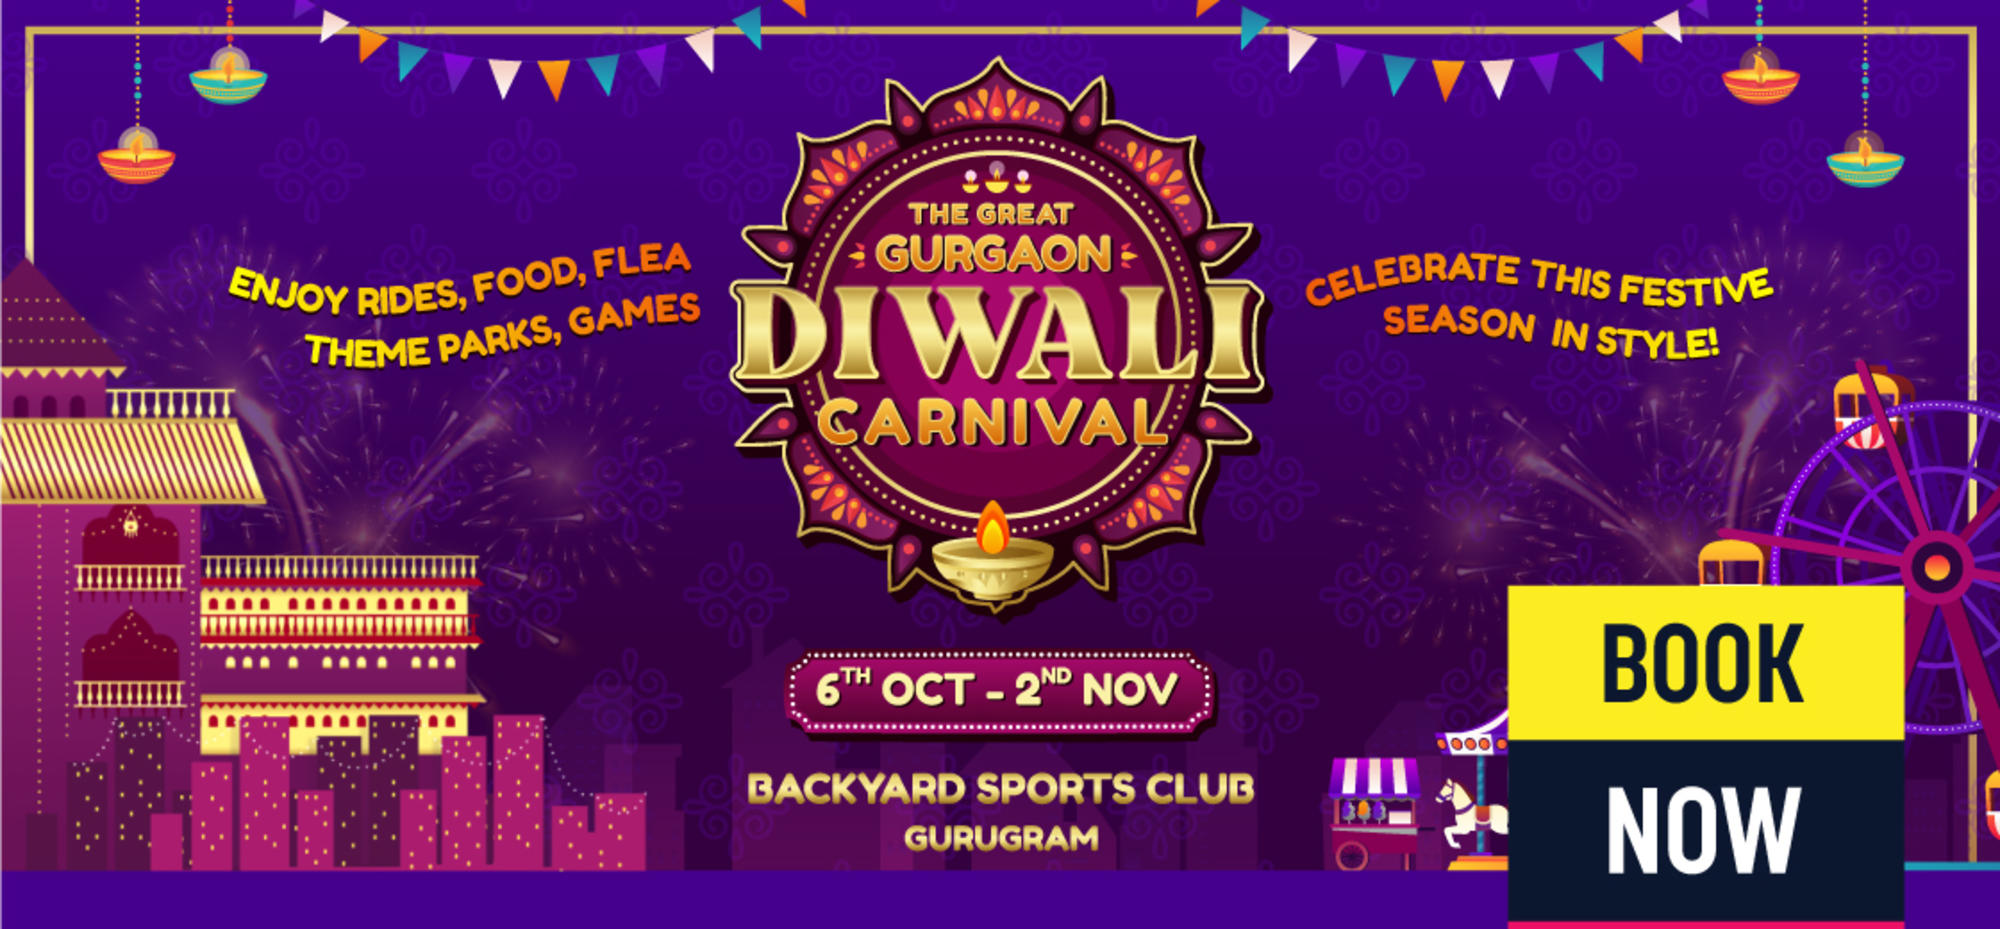 ENJOY RIDES, FOOD, FLEA
THEME PARKS, GAMES
THE GREAT
GURGAON
DIWALI
CARNIVAL
CELEBRATE THIS FESTIVE
SEASON IN STYLE!
6TH OCT - 2ND NOV
BACKYARD SPORTS CLUB
GURUGRAM
BOOK
NOW